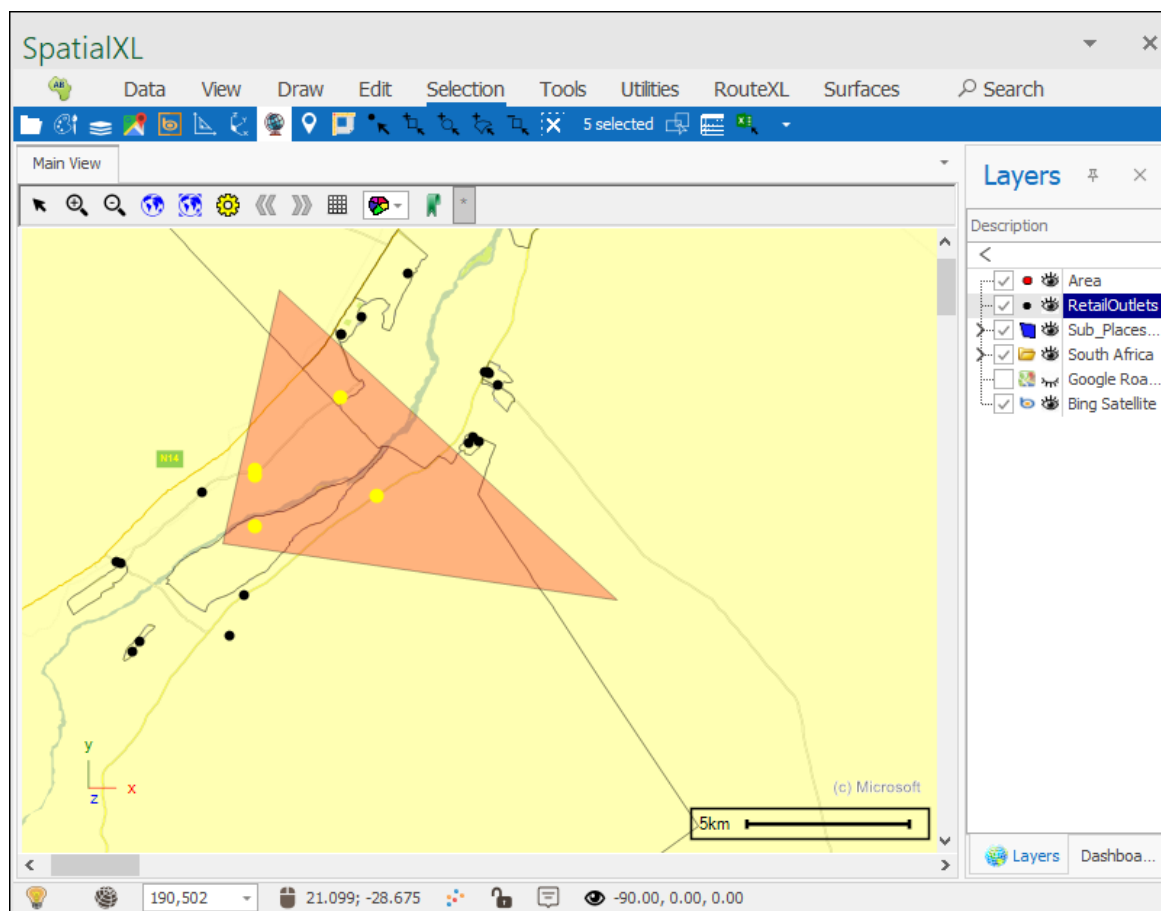 SpatialXL
Data View Draw Edit Selection Tools Utilities RouteXL Surfaces Search
5 selected
Main View
Layers
Description
Area
RetailOutlets
Sub_Places...
South Africa
Google Roa...
Bing Satellite
N14
y
x
z
(c) Microsoft
5km
Layers Dashboa...
190,502 21.099; -28.675 -90.00, 0.00, 0.00